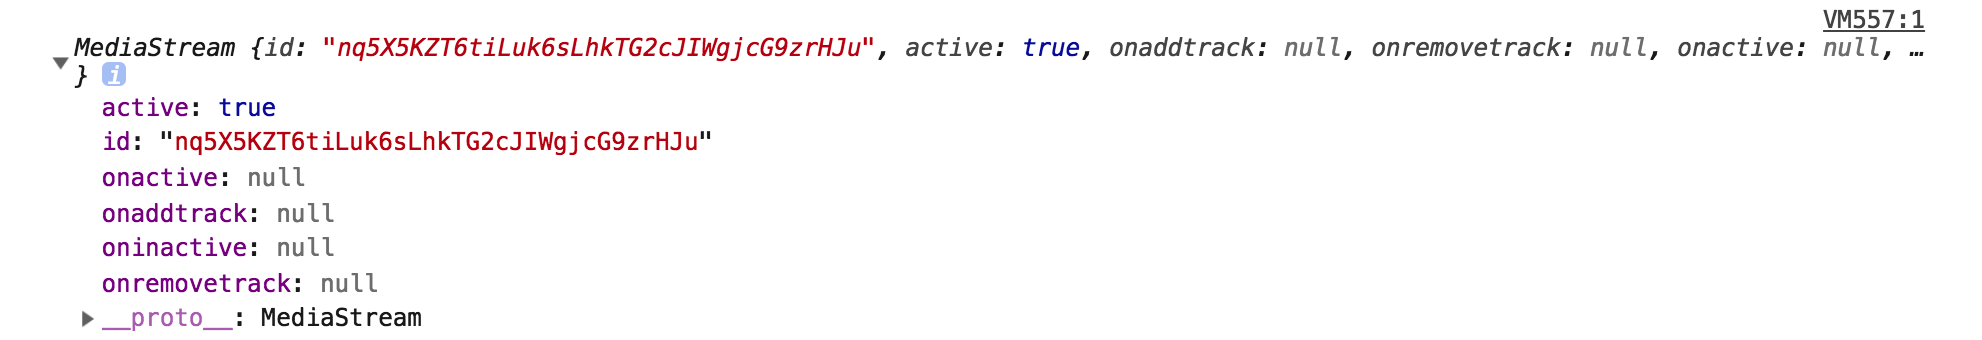 VM557:1
MediaStream {id: "nq5X5KZT6tiLuk6sLhkTG2cJIWgjcG9zrHJu", active: true, onaddtrack: null, onremovetrack: null, onactive: null, …
} i
active: true
id: "nq5X5KZT6tiLuk6sLhkTG2cJIWgjcG9zrHJu"
onactive: null
onaddtrack: null
oninactive: null
onremovetrack: null
__proto__: MediaStream